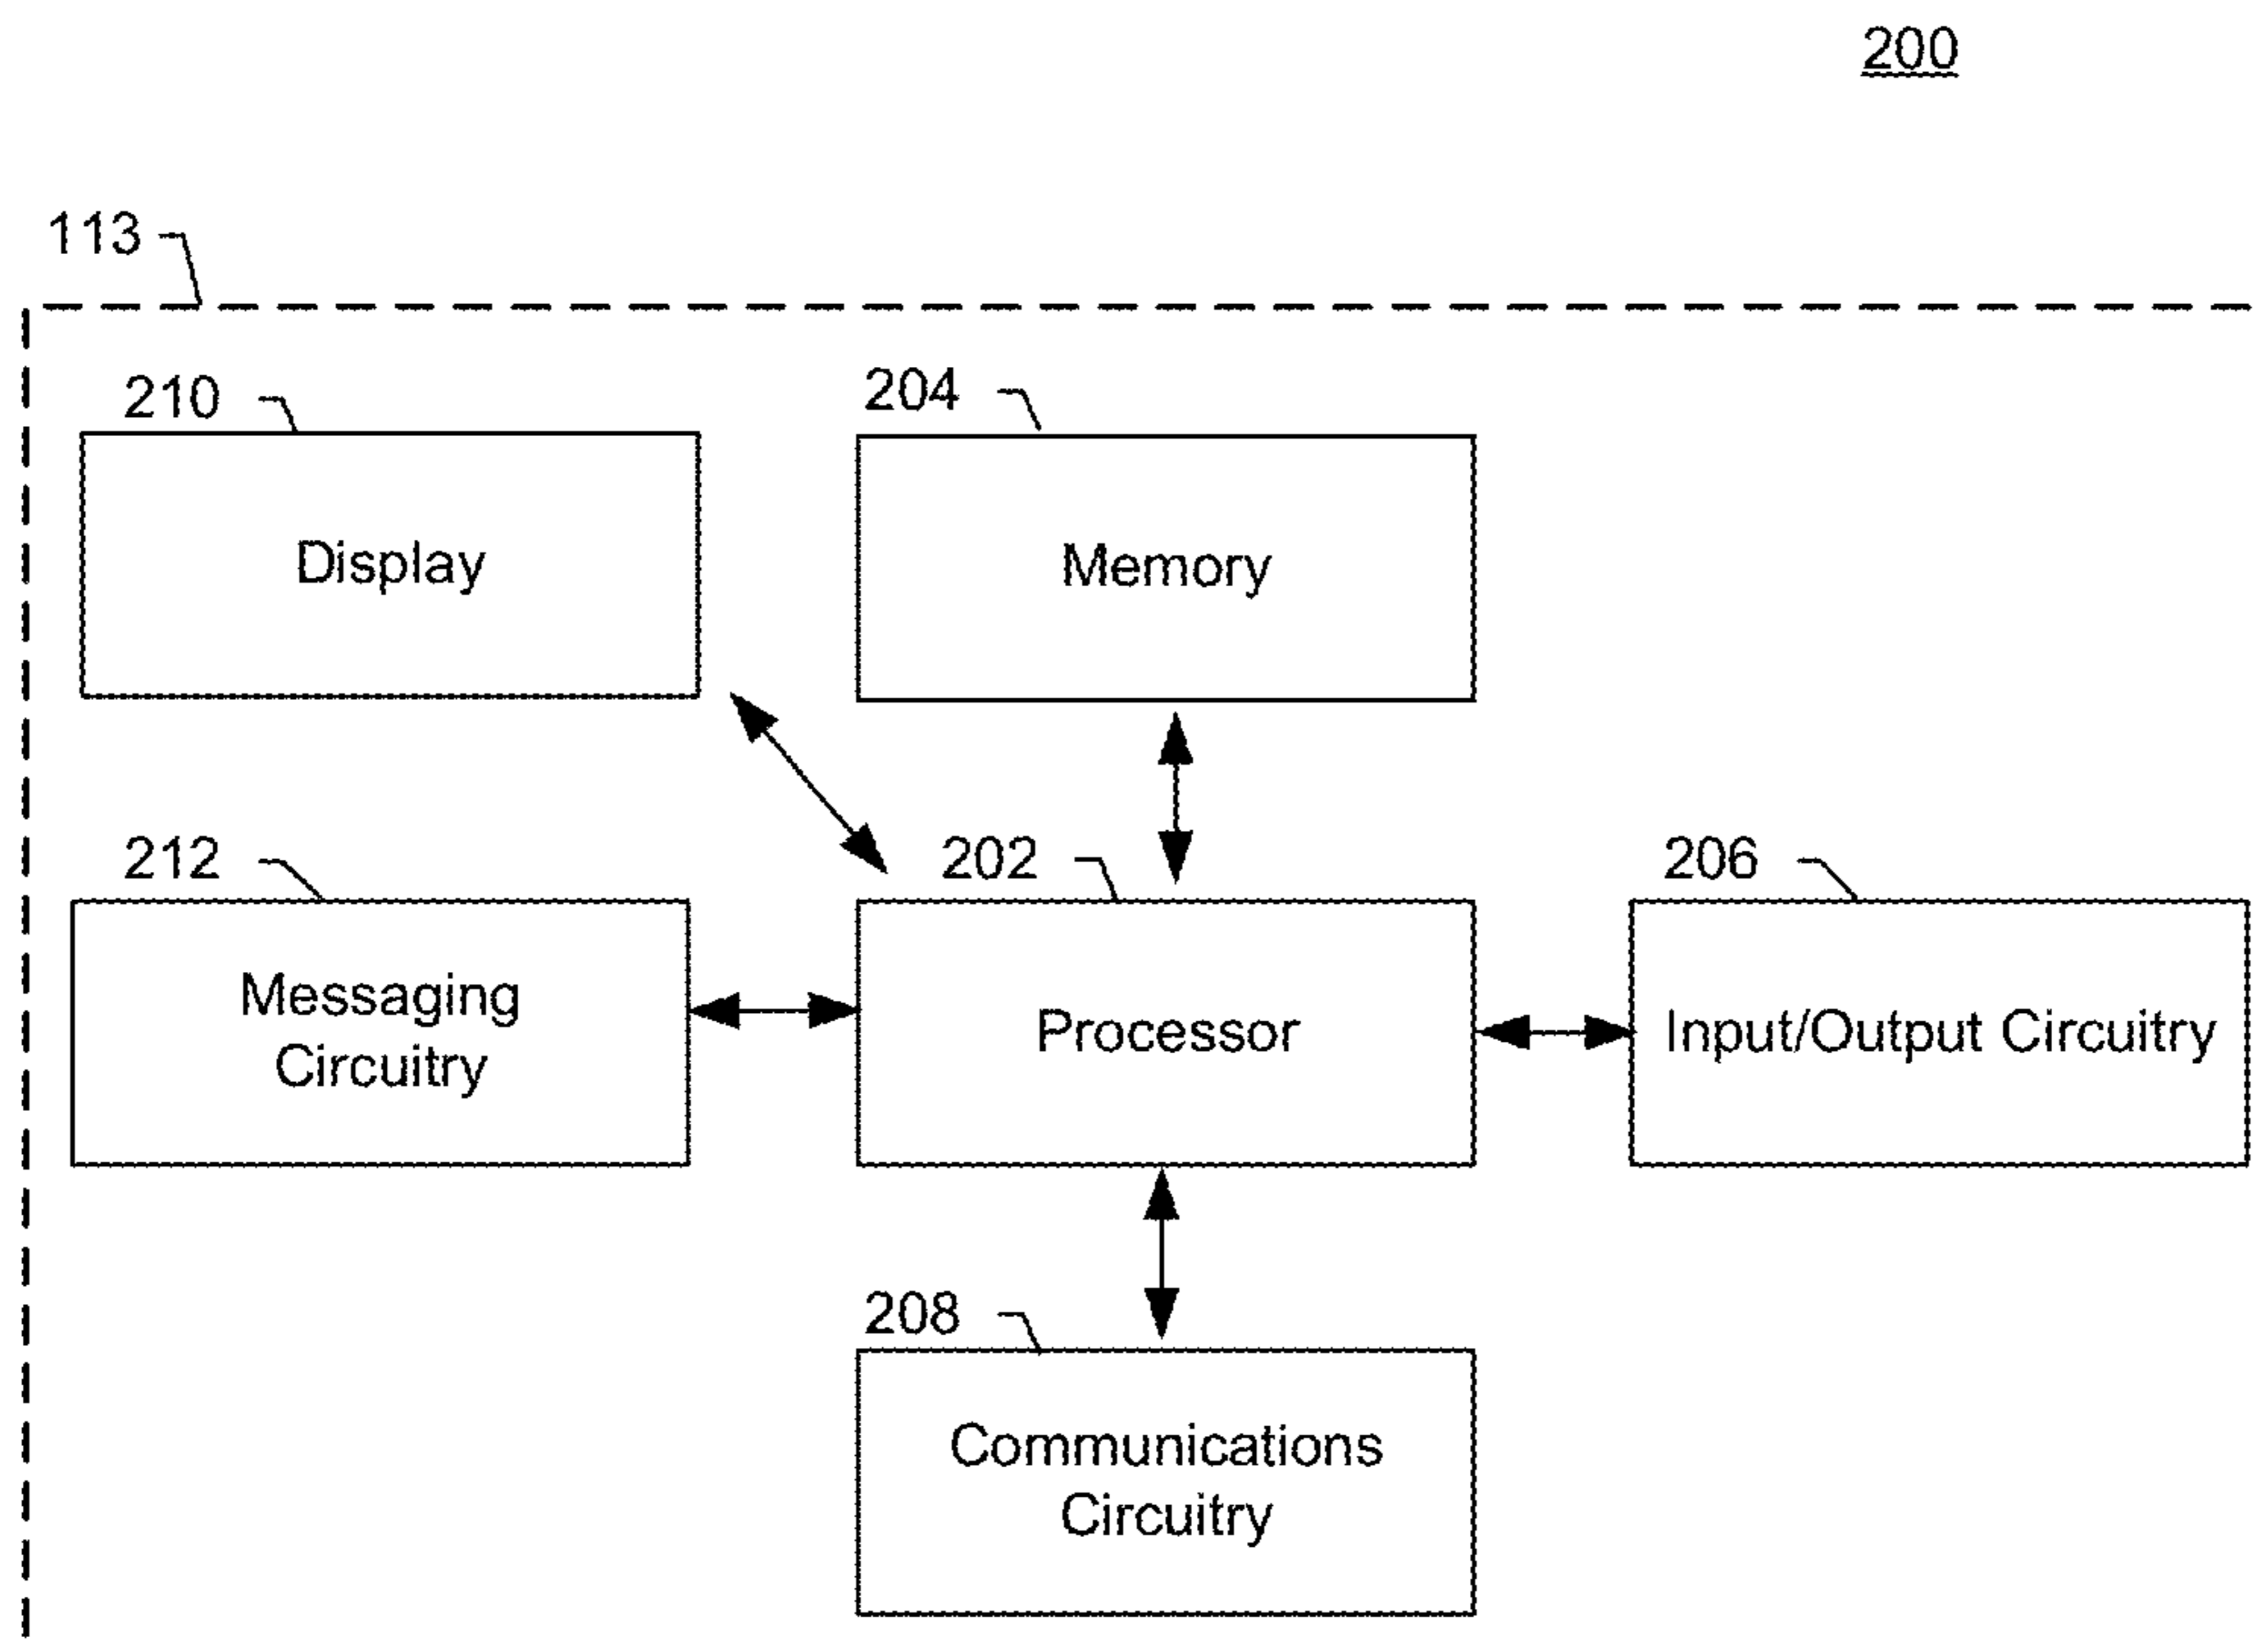 200
113
210
Display
204
Memory
212
Messaging
Circuitry
202
Processor
206
Input/Output Circuitry
208
Communications
Circuitry